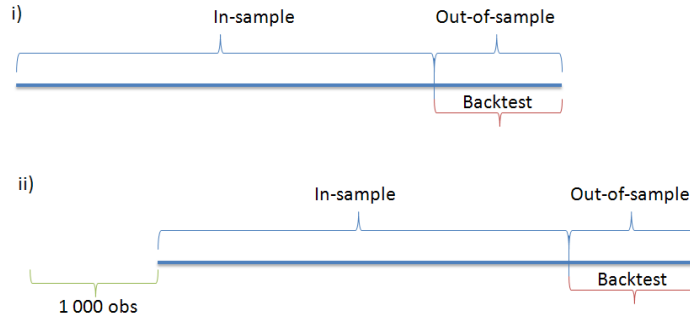 i)
In-sample
Out-of-sample
Backtest
ii)
In-sample
Out-of-sample
Backtest
1 000 obs